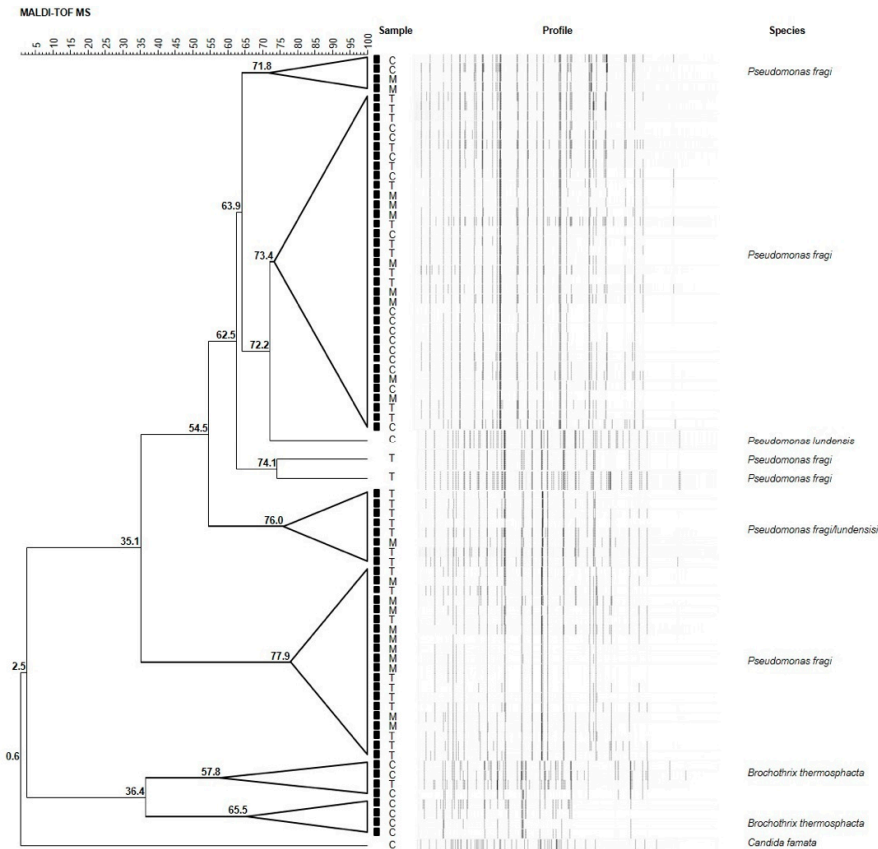 MALDI-TOF MS
Sample Profile Species
5 10 15 20 25 30 35 40 45 50 55 60 65 70 75 80 85 90 95 100
C
71.8 C Pseudomonas fragi
M
M
T
T
T
C
C
T
C
T
C
T
M
M
63.9 M
T
C
T
T
73.4 M Pseudomonas fragi
T
T
M
M
C
C
62.5 C
C
72.2 C
C
C
M
C
M
T
T
C
54.5
C Pseudomonas lundensis
74.1 T Pseudomonas fragi
T Pseudomonas fragi
T
T
T
76.0 T Pseudomonas fragi/lundensisi
T
35.1 M
T
T
T
M
T
M
M
T
M
M
M
77.9 M Pseudomonas fragi
2.5 M
T
T
T
T
M
M
T
T
0.6 T
C
57.8 C Brochothrix thermosphacta
T
36.4 C
C
65.5 C
C Brochothrix thermosphacta
C
C Candida famata